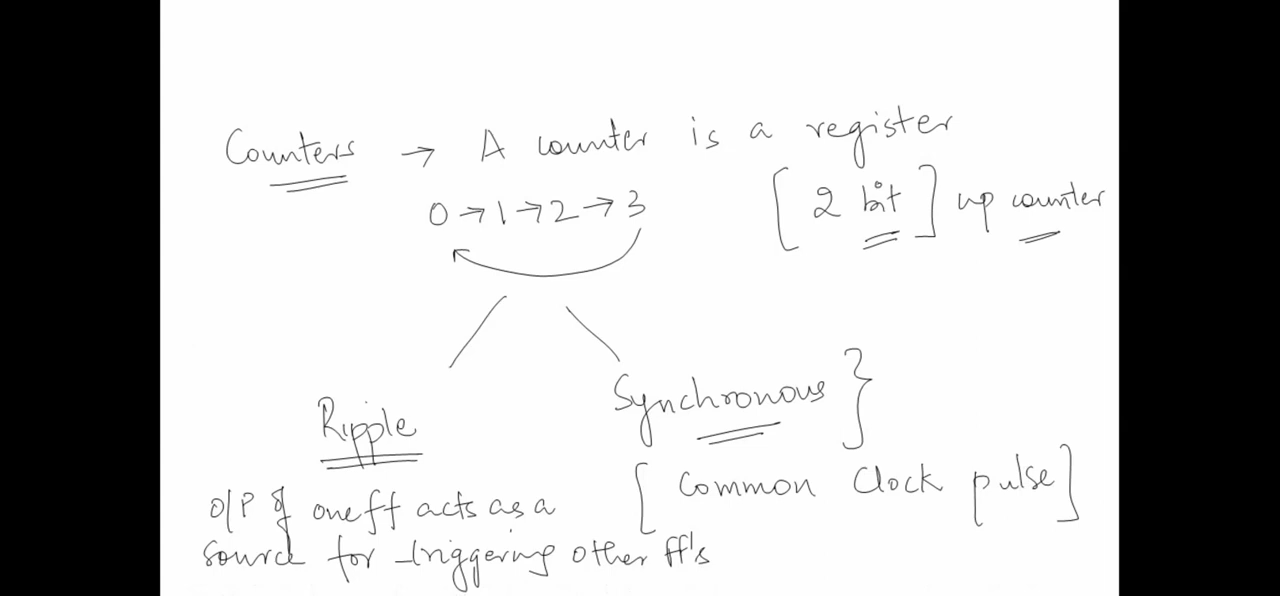 Counters → A counter is a register
0→1→2→3 [2 bit] up counter
Ripple Synchronous }
[Common Clock pulse]
O/P of one ff acts as a
source for triggering other ff's